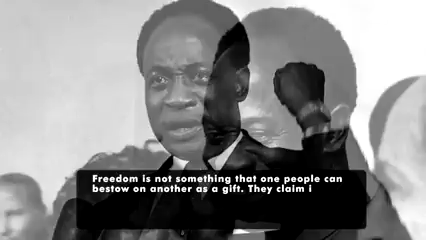 Freedom is not something that one people can
bestow on another as a gift. They claim i